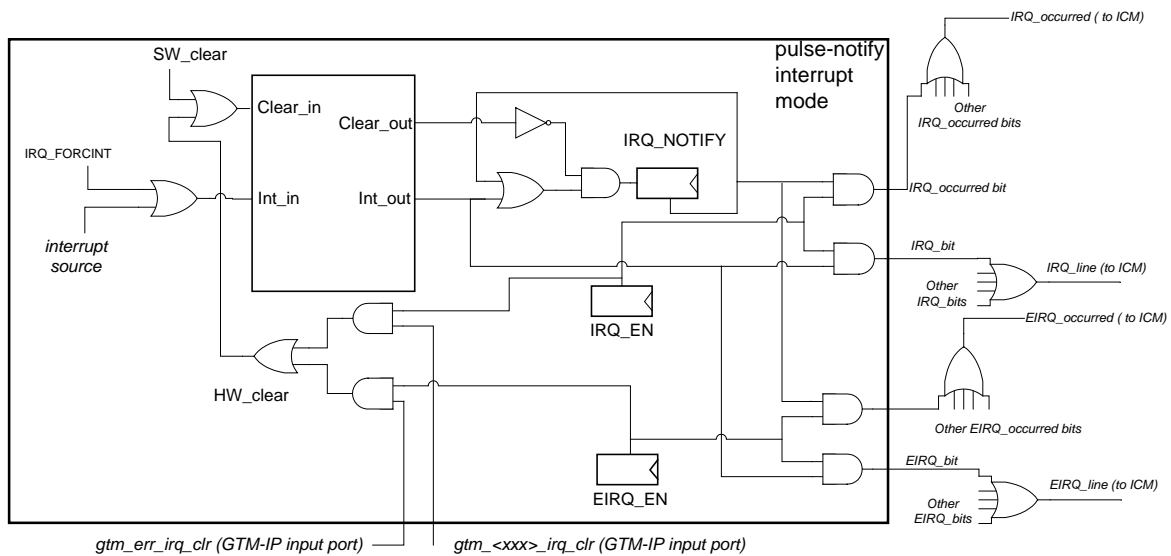 IRQ_occurred ( to ICM)
pulse-notify
interrupt
mode
SW_clear
Clear_in
Clear_out
IRQ_NOTIFY
Other
IRQ_occurred bits
IRQ_FORCINT
Int_in
Int_out
IRQ_occurred bit
interrupt
source
IRQ_bit
IRQ_line (to ICM)
Other
IRQ_bits
IRQ_EN
EIRQ_occurred ( to ICM)
HW_clear
Other EIRQ_occurred bits
EIRQ_bit
EIRQ_EN
EIRQ_line (to ICM)
Other
EIRQ_bits
gtm_err_irq_clr (GTM-IP input port)
gtm_<xxx>_irq_clr (GTM-IP input port)